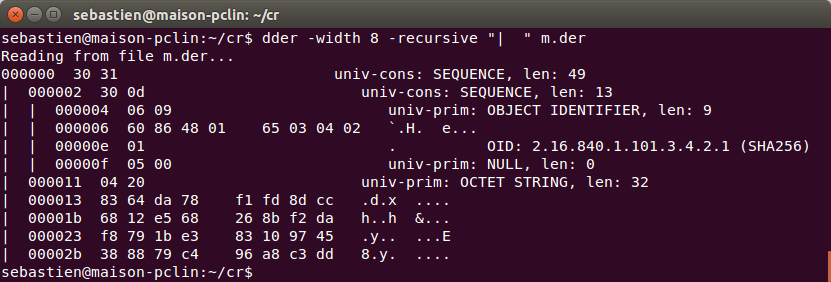 sebastien@maison-pclin: ~/cr
sebastien@maison-pclin:~/cr$ dder -width 8 -recursive "|  " m.der
Reading from file m.der...
000000  30 31                        univ-cons: SEQUENCE, len: 49
|  000002  30 0d                        univ-cons: SEQUENCE, len: 13
|  |  000004  06 09                        univ-prim: OBJECT IDENTIFIER, len: 9
|  |  000006  60 86 48 01    65 03 04 02   `.H.  e...
|  |  00000e  01                           .          OID: 2.16.840.1.101.3.4.2.1 (SHA256)
|  |  00000f  05 00                        univ-prim: NULL, len: 0
|  000011  04 20                        univ-prim: OCTET STRING, len: 32
|  000013  83 64 da 78    f1 fd 8d cc   .d.x  ....
|  00001b  68 12 e5 68    26 8b f2 da   h..h  &...
|  000023  f8 79 1b e3    83 10 97 45   .y..  ...E
|  00002b  38 88 79 c4    96 a8 c3 dd   8.y.  ....
sebastien@maison-pclin:~/cr$